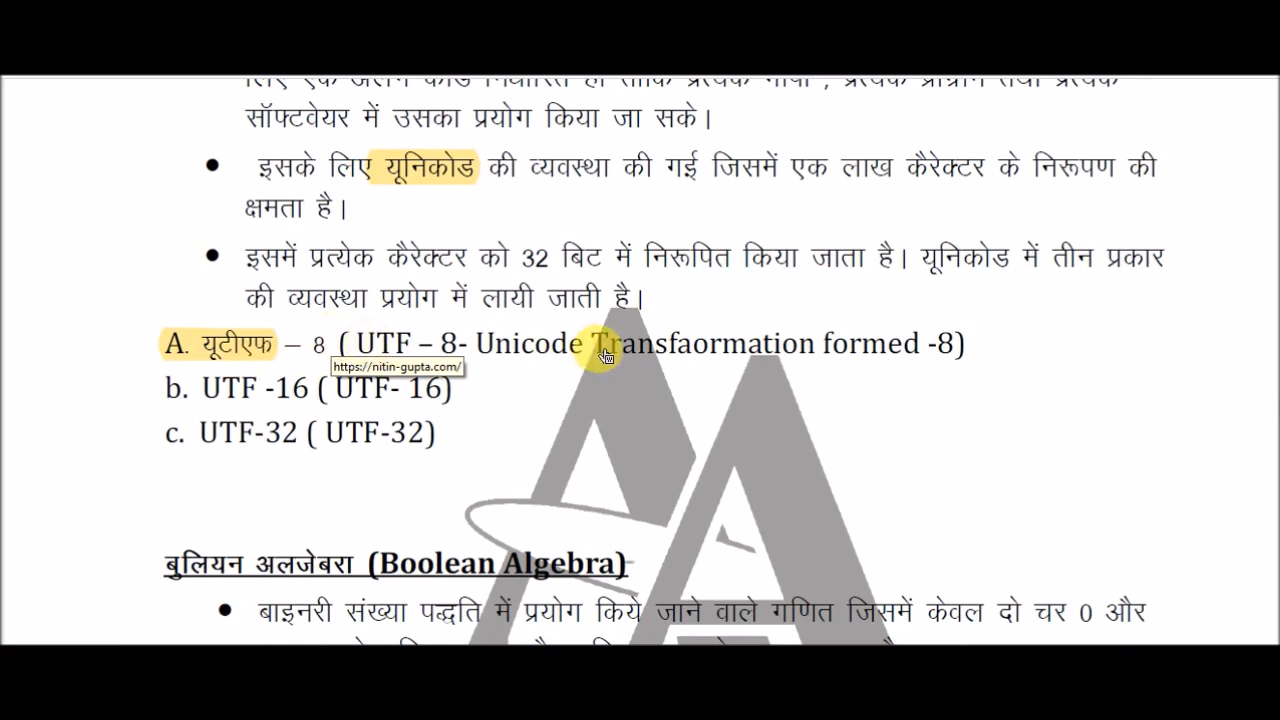 सॉफ्टवेयर में उसका प्रयोग किया जा सके।
• इसके लिए यूनिकोड की व्यवस्था की गई जिसमें एक लाख कैरेक्टर के निरूपण की
क्षमता है।
• इसमें प्रत्येक कैरेक्टर को 32 बिट में निरूपित किया जाता है। यूनिकोड में तीन प्रकार
की व्यवस्था प्रयोग में लायी जाती है।
A. यूटीएफ – 8 ( UTF – 8- Unicode Transfaormation formed -8)
https://nitin-gupta.com/
b. UTF -16 ( UTF- 16)
c. UTF-32 ( UTF-32)
बुलियन अलजेबरा (Boolean Algebra)
• बाइनरी संख्या पद्धति में प्रयोग किये जाने वाले गणित जिसमें केवल दो चर 0 और